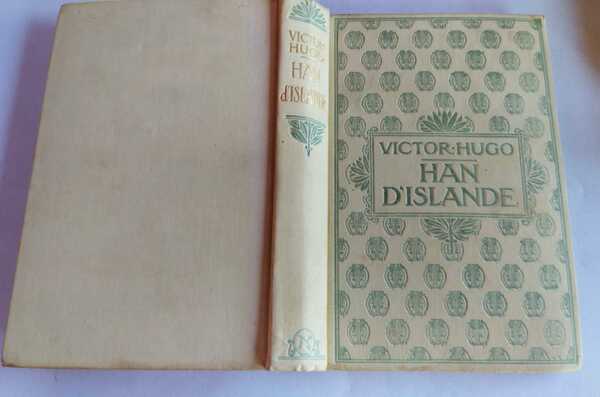 VICTOR
HUGO
HAN
d'ISLANDE
VICTOR·HUGO
HAN
D'ISLANDE.
N